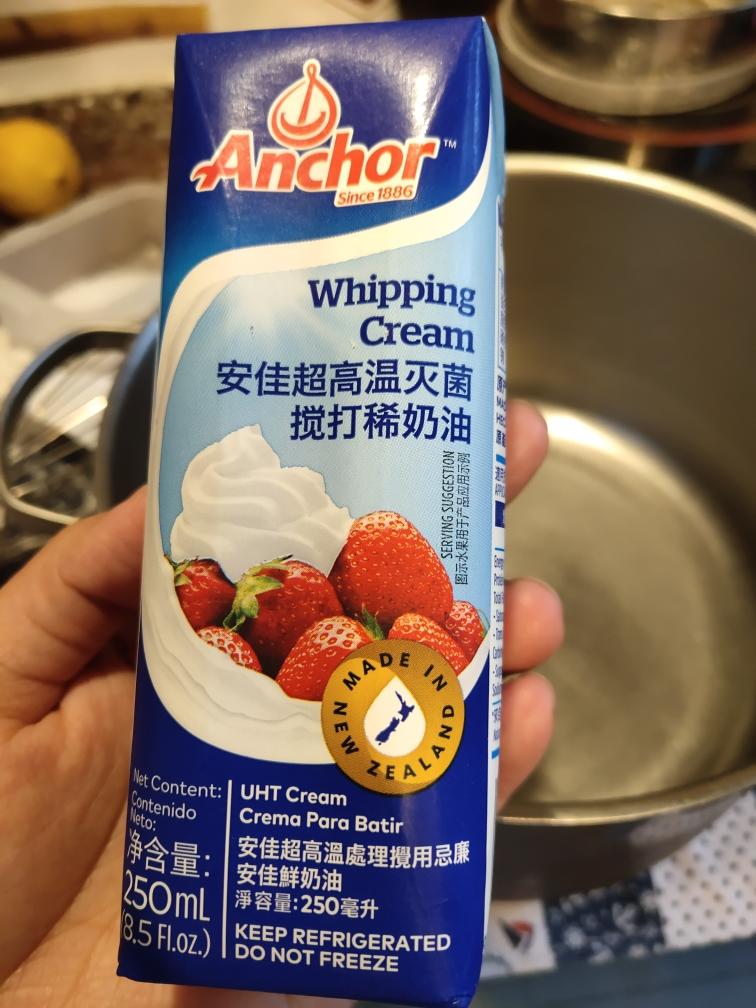 Anchor™
Since 1886
Whipping
Cream
安佳超高温灭菌
搅打稀奶油
SERVING SUGGESTION
图示水果用于产品应用示例
MADE IN
NEW ZEALAND
Net Content:
Contenido
Neto:
净含量:
250mL
(8.5 Fl.oz.)
UHT Cream
Crema Para Batir
安佳超高溫處理攪用忌廉
安佳鮮奶油
淨容量:250毫升
KEEP REFRIGERATED
DO NOT FREEZE